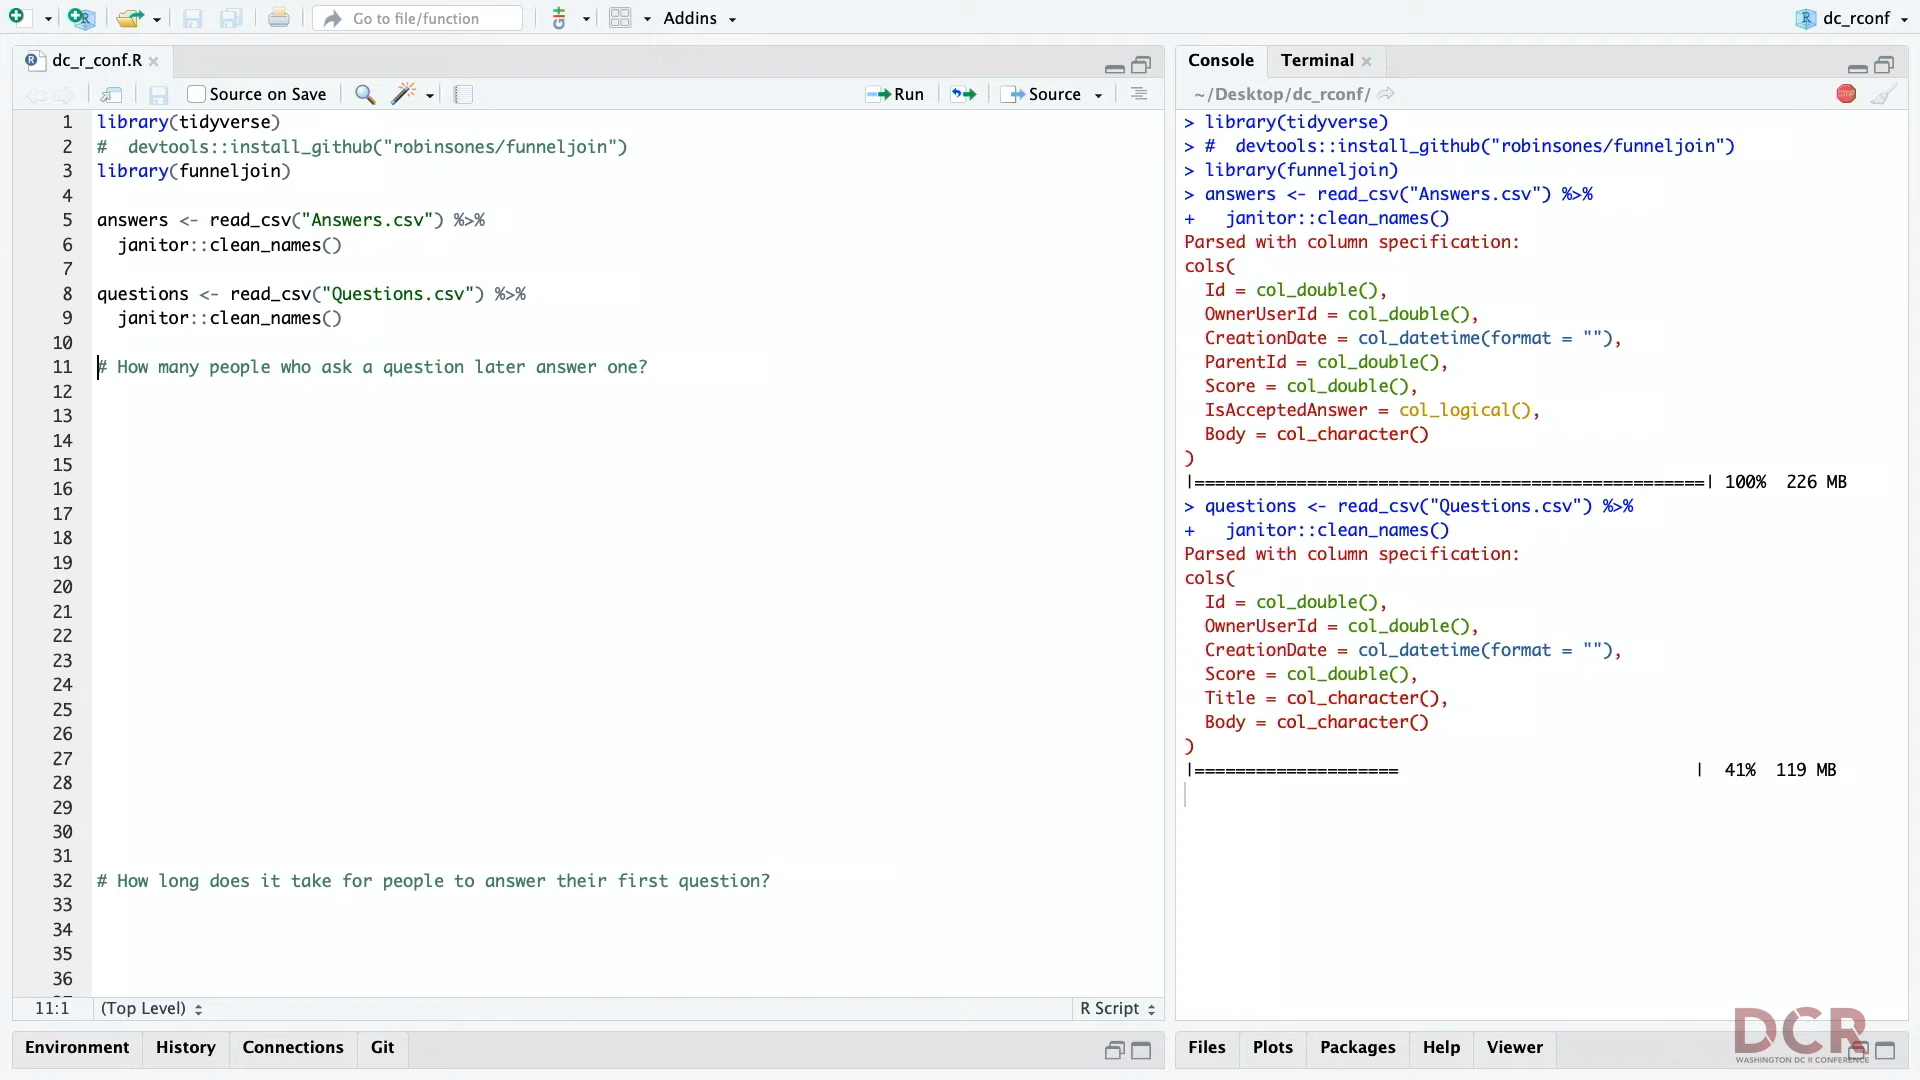 Go to file/function
Addins
dc_rconf
dc_r_conf.R
Source on Save
Run
Source
1 library(tidyverse)
2 #  devtools::install_github("robinsones/funneljoin")
3 library(funneljoin)
4
5 answers <- read_csv("Answers.csv") %>%
6   janitor::clean_names()
7
8 questions <- read_csv("Questions.csv") %>%
9   janitor::clean_names()
10
11 # How many people who ask a question later answer one?
12
13
14
15
16
17
18
19
20
21
22
23
24
25
26
27
28
29
30
31
32 # How long does it take for people to answer their first question?
33
34
35
36
11:1 (Top Level) R Script
Environment History Connections Git
Console Terminal
~/Desktop/dc_rconf/
> library(tidyverse)
> #  devtools::install_github("robinsones/funneljoin")
> library(funneljoin)
> answers <- read_csv("Answers.csv") %>%
+   janitor::clean_names()
Parsed with column specification:
cols(
  Id = col_double(),
  OwnerUserId = col_double(),
  CreationDate = col_datetime(format = ""),
  ParentId = col_double(),
  Score = col_double(),
  IsAcceptedAnswer = col_logical(),
  Body = col_character()
)
|==================================================| 100%  226 MB
> questions <- read_csv("Questions.csv") %>%
+   janitor::clean_names()
Parsed with column specification:
cols(
  Id = col_double(),
  OwnerUserId = col_double(),
  CreationDate = col_datetime(format = ""),
  Score = col_double(),
  Title = col_character(),
  Body = col_character()
)
|====================                              |  41%  119 MB
Files Plots Packages Help Viewer
DCR
WASHINGTON DC R CONFERENCE